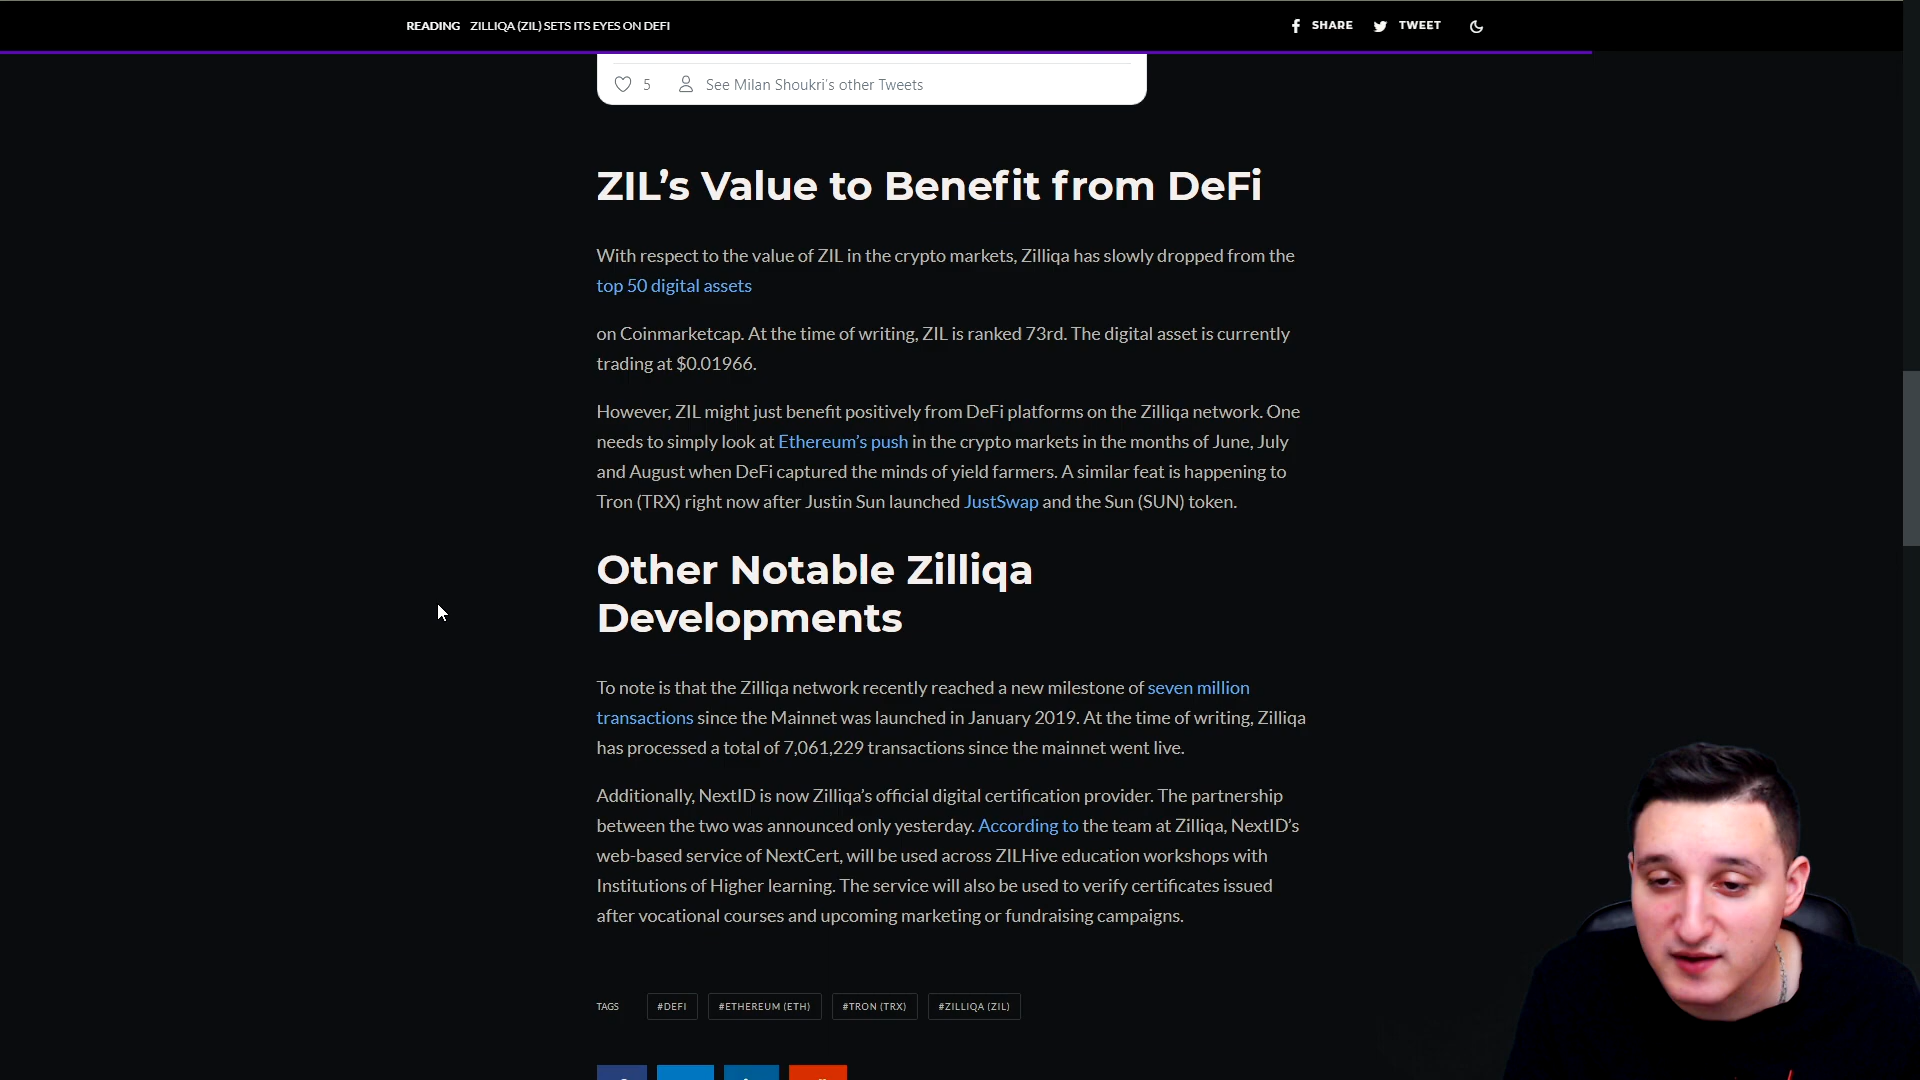 READING ZILLIQA (ZIL) SETS ITS EYES ON DEFI
SHARE
TWEET
5 See Milan Shoukri's other Tweets
ZIL's Value to Benefit from DeFi
With respect to the value of ZIL in the crypto markets, Zilliqa has slowly dropped from the
top 50 digital assets
on Coinmarketcap. At the time of writing, ZIL is ranked 73rd. The digital asset is currently
trading at $0.01966.
However, ZIL might just benefit positively from DeFi platforms on the Zilliqa network. One
needs to simply look at Ethereum's push in the crypto markets in the months of June, July
and August when DeFi captured the minds of yield farmers. A similar feat is happening to
Tron (TRX) right now after Justin Sun launched JustSwap and the Sun (SUN) token.
Other Notable Zilliqa
Developments
To note is that the Zilliqa network recently reached a new milestone of seven million
transactions since the Mainnet was launched in January 2019. At the time of writing, Zilliqa
has processed a total of 7,061,229 transactions since the mainnet went live.
Additionally, NextID is now Zilliqa's official digital certification provider. The partnership
between the two was announced only yesterday. According to the team at Zilliqa, NextID's
web-based service of NextCert, will be used across ZILHive education workshops with
Institutions of Higher learning. The service will also be used to verify certificates issued
after vocational courses and upcoming marketing or fundraising campaigns.
TAGS #DEFI #ETHEREUM (ETH) #TRON (TRX) #ZILLIQA (ZIL)